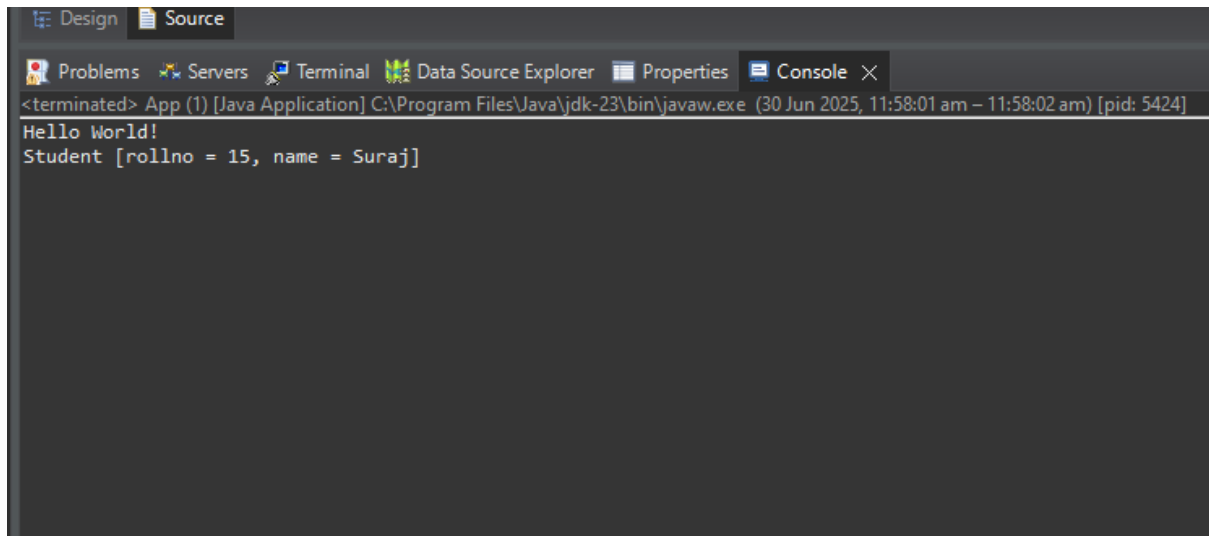 Design Source
Problems Servers Terminal Data Source Explorer Properties Console
<terminated> App (1) [Java Application] C:\Program Files\Java\jdk-23\bin\javaw.exe (30 Jun 2025, 11:58:01 am – 11:58:02 am) [pid: 5424]
Hello World!
Student [rollno = 15, name = Suraj]